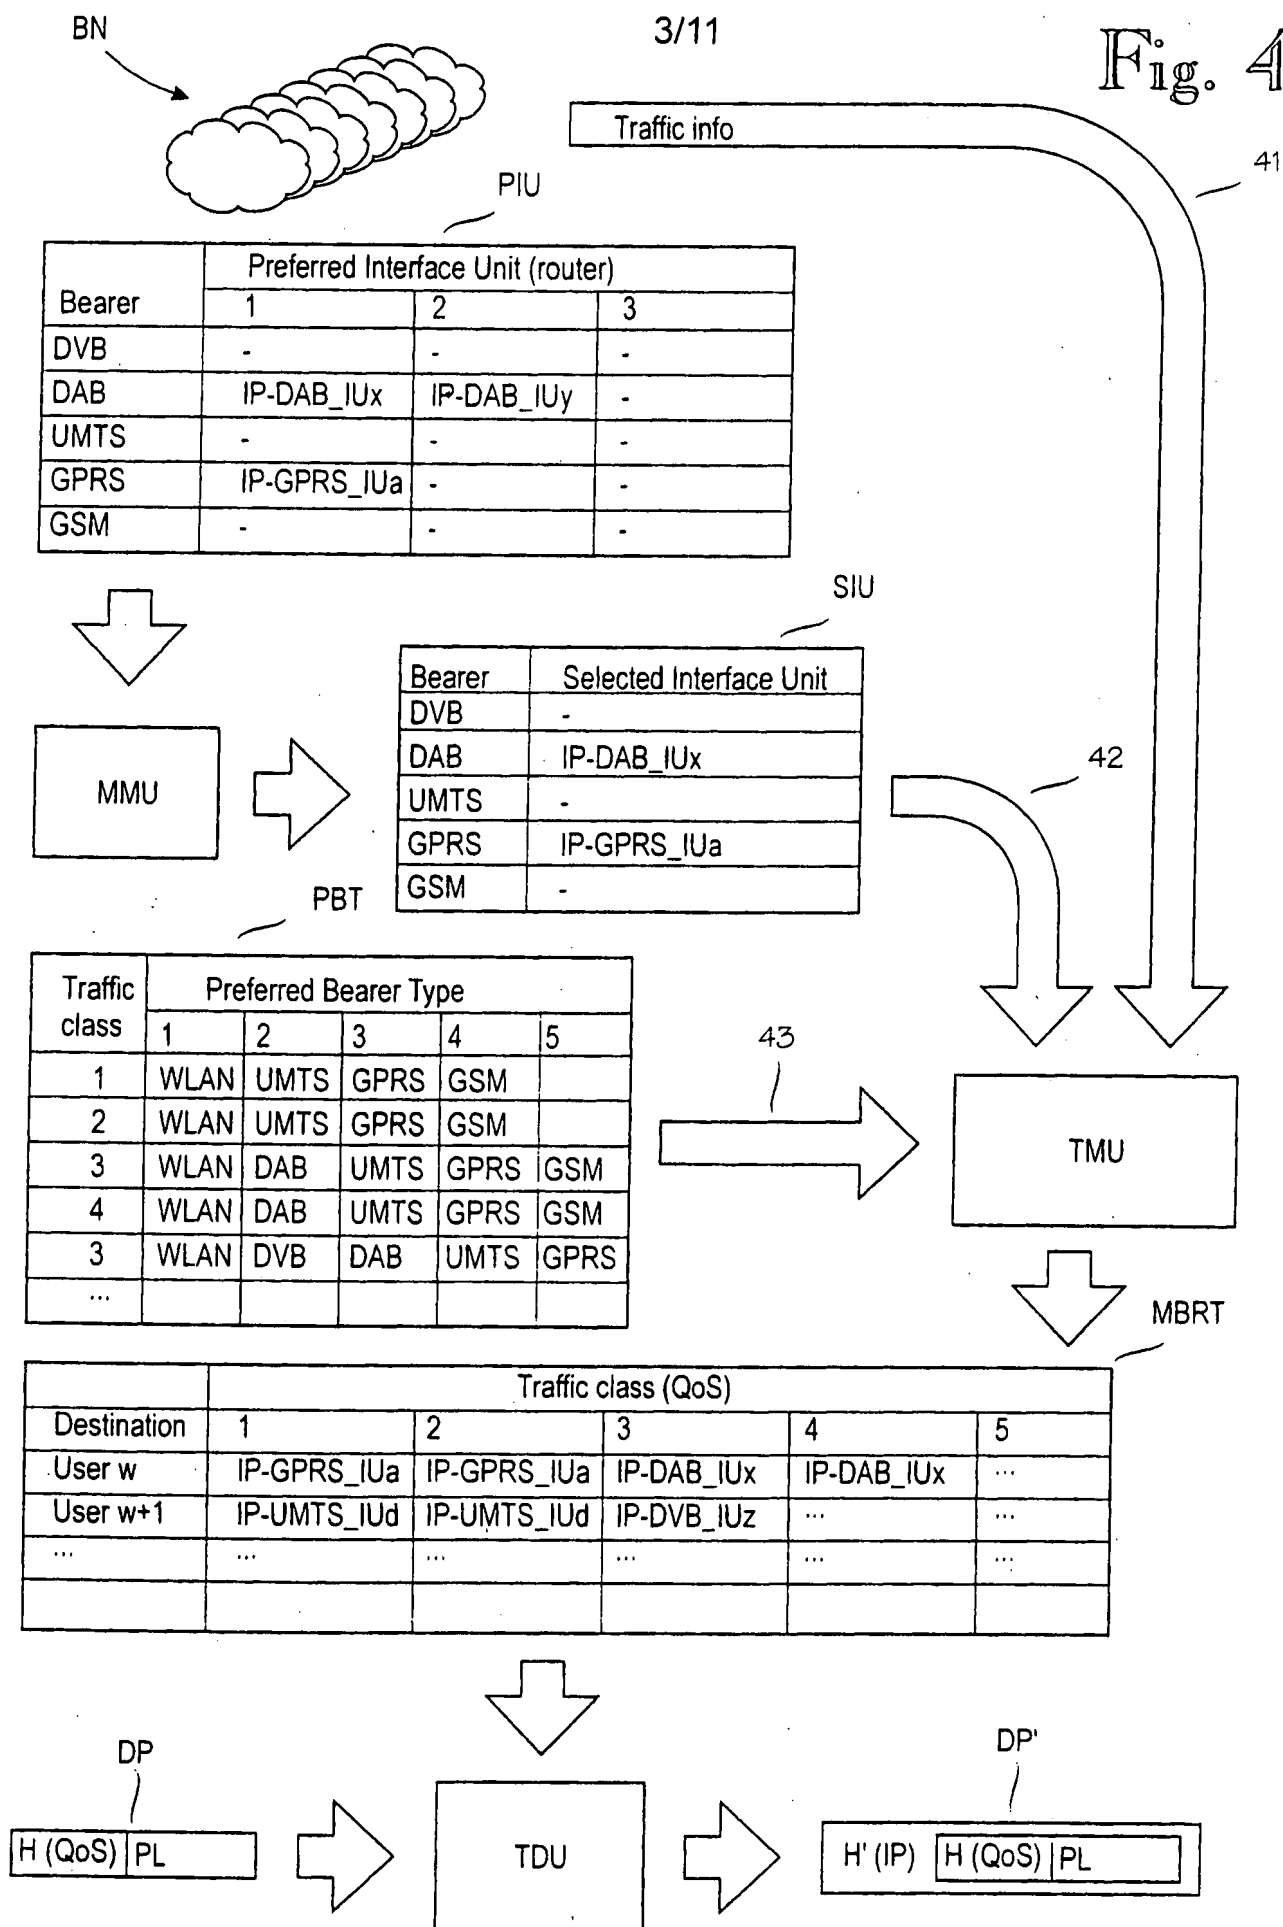 BN
3/11
Fig. 4
Traffic info
41
PIU
Preferred Interface Unit (router)
Bearer 1 2 3
DVB - - -
DAB IP-DAB_IUx IP-DAB_IUy -
UMTS - - -
GPRS IP-GPRS_IUa - -
GSM - - -
SIU
Bearer Selected Interface Unit
DVB -
DAB IP-DAB_IUx
UMTS -
GPRS IP-GPRS_IUa
GSM -
MMU
42
PBT
Traffic class Preferred Bearer Type
1 2 3 4 5
1 WLAN UMTS GPRS GSM
2 WLAN UMTS GPRS GSM
3 WLAN DAB UMTS GPRS GSM
4 WLAN DAB UMTS GPRS GSM
3 WLAN DVB DAB UMTS GPRS
...
43
TMU
MBRT
Traffic class (QoS)
Destination 1 2 3 4 5
User w IP-GPRS_IUa IP-GPRS_IUa IP-DAB_IUx IP-DAB_IUx ...
User w+1 IP-UMTS_IUd IP-UMTS_IUd IP-DVB_IUz ... ...
... ... ... ... ... ...
DP
H (QoS) PL
TDU
DP'
H' (IP) H (QoS) PL